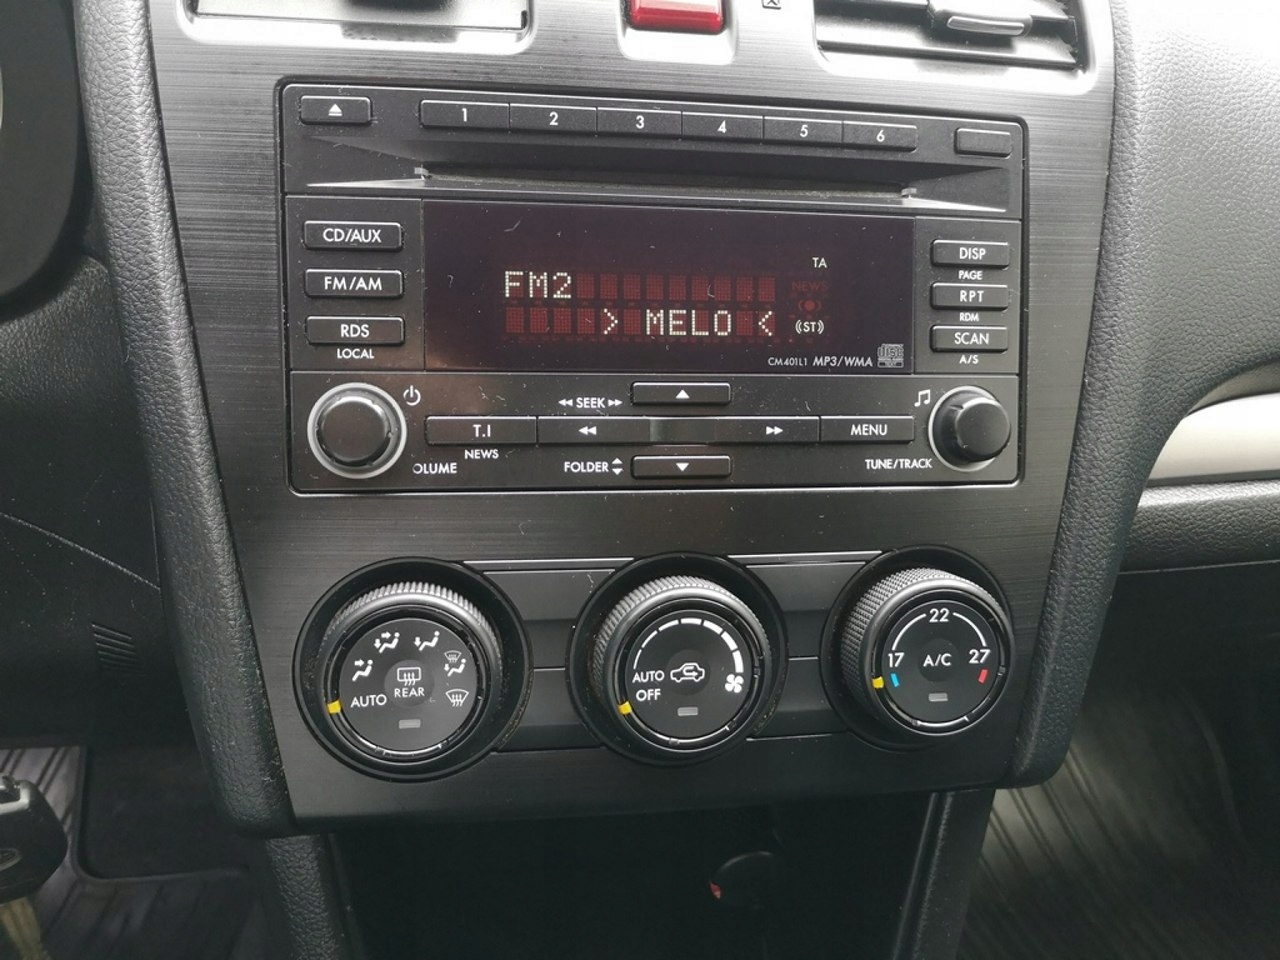 1 2 3 4 5 6
CD/AUX
FM/AM
RDS
LOCAL
TA
FM2
NEWS
> MELO <
((ST))
CM401L1 MP3/WMA
DISP
PAGE
RPT
RDM
SCAN
A/S
SEEK
T.I
MENU
OLUME
NEWS
FOLDER
TUNE/TRACK
AUTO
REAR
AUTO
OFF
22
17
A/C
27